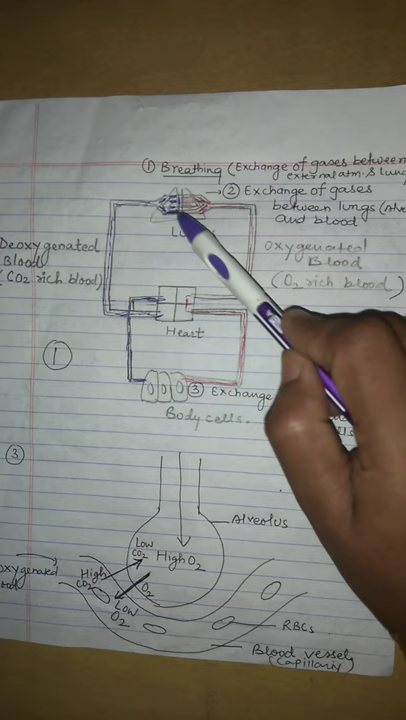 ① Breathing (Exchange of gases between
external atm. & lung
→ ② Exchange of gases
between lungs (Alve
and blood
Deoxygenated
Blood
(CO2 rich blood)
Oxygenated
Blood
(O2 rich blood)
Heart
①
③ Exchange
Body cells.
③
Alveolus
Low
CO2
High O2
High
CO2
O2
Low
O2
RBCs
Blood vessel
(Capillary)